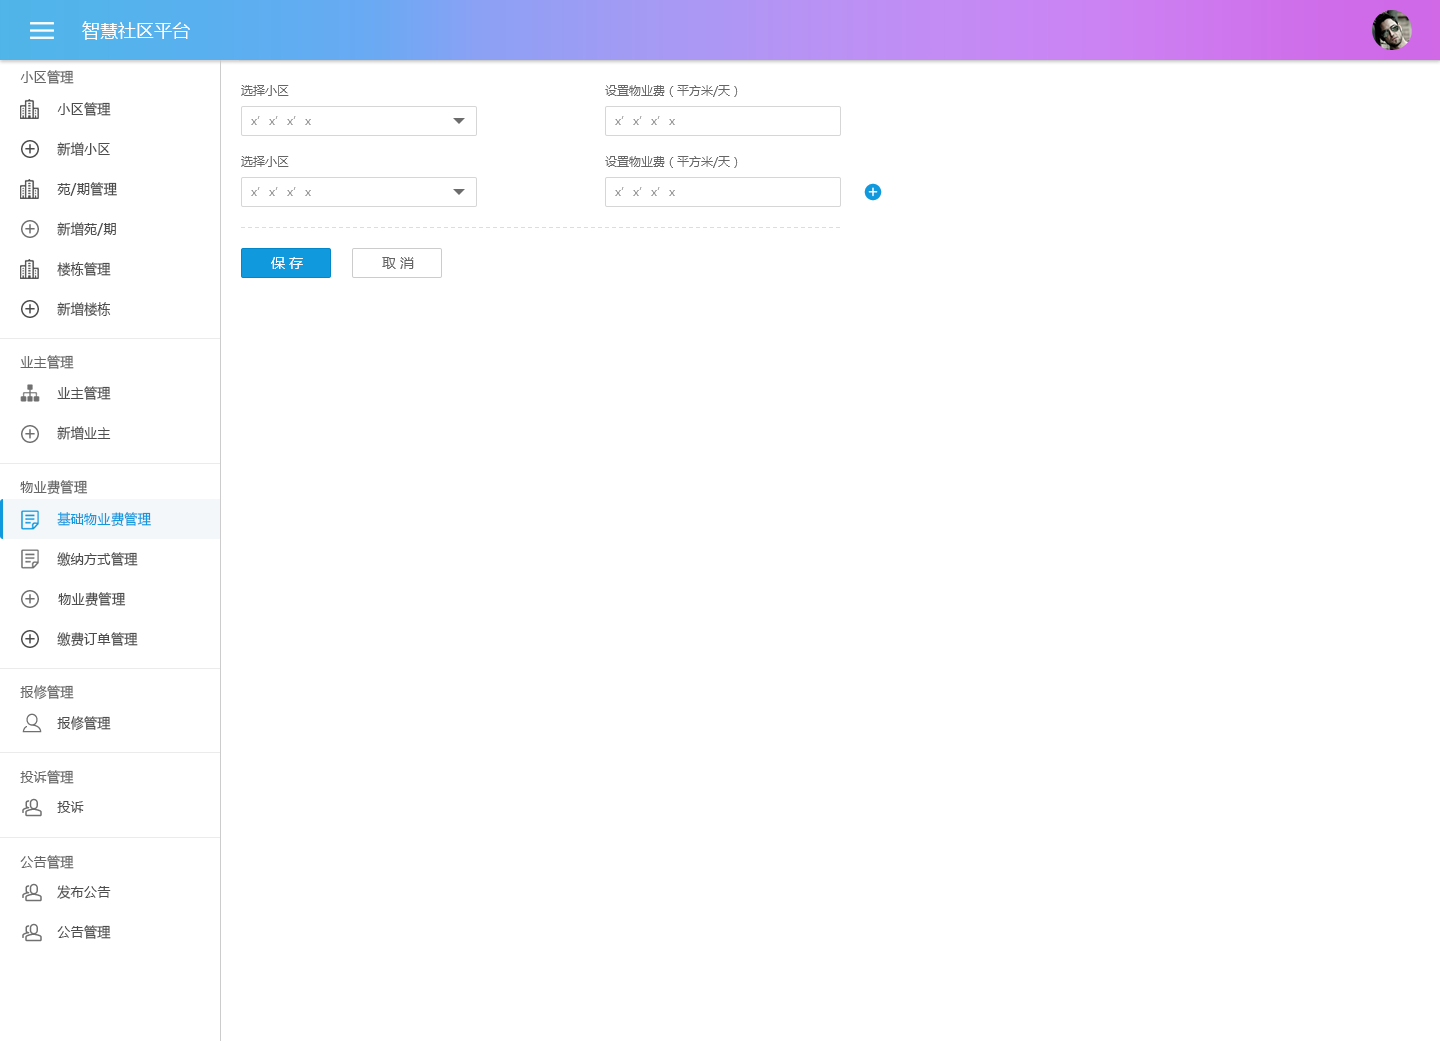 智慧社区平台
小区管理
小区管理
新增小区
苑/期管理
新增苑/期
楼栋管理
新增楼栋
业主管理
业主管理
新增业主
物业费管理
基础物业费管理
缴纳方式管理
物业费管理
缴费订单管理
报修管理
报修管理
投诉管理
投诉
公告管理
发布公告
公告管理
选择小区 设置物业费（平方米/天）
x' x' x' x x' x' x' x
选择小区 设置物业费（平方米/天）
x' x' x' x x' x' x' x
保 存 取 消